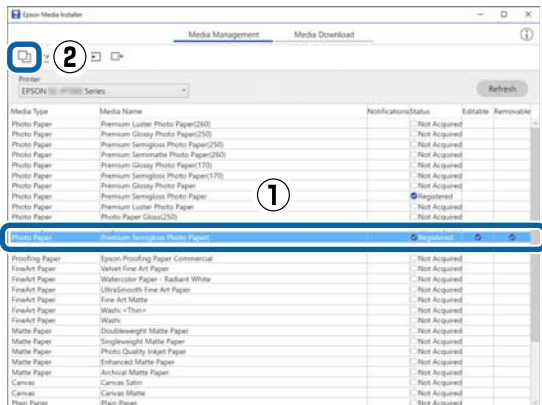 Epson Media Installer
Media Management Media Download
②
Printer
EPSON Series
Refresh
Media Type Media Name Notifications Status Editable Removable
Photo Paper Premium Luster Photo Paper(260) Not Acquired
Photo Paper Premium Glossy Photo Paper(250) Not Acquired
Photo Paper Premium Semigloss Photo Paper(250) Not Acquired
Photo Paper Premium Semimatte Photo Paper(260) Not Acquired
Photo Paper Premium Glossy Photo Paper(170) Not Acquired
Photo Paper Premium Semigloss Photo Paper(170) Not Acquired
Photo Paper Premium Glossy Photo Paper Not Acquired
Photo Paper Premium Semigloss Photo Paper Registered
Photo Paper Premium Luster Photo Paper Not Acquired
Photo Paper Photo Paper Gloss(250) Not Acquired
①
Photo Paper Premium Semigloss Photo Paper( Registered
Proofing Paper Epson Proofing Paper Commercial Not Acquired
FineArt Paper Velvet Fine Art Paper Not Acquired
FineArt Paper Watercolor Paper - Radiant White Not Acquired
FineArt Paper UltraSmooth Fine Art Paper Not Acquired
FineArt Paper Fine Art Matte Not Acquired
FineArt Paper Washi <Thin> Not Acquired
FineArt Paper Washi Not Acquired
Matte Paper Doubleweight Matte Paper Not Acquired
Matte Paper Singleweight Matte Paper Not Acquired
Matte Paper Photo Quality Inkjet Paper Not Acquired
Matte Paper Enhanced Matte Paper Not Acquired
Matte Paper Archival Matte Paper Not Acquired
Canvas Canvas Satin Not Acquired
Canvas Canvas Matte Not Acquired
Plain Paper Plain Paper Not Acquired